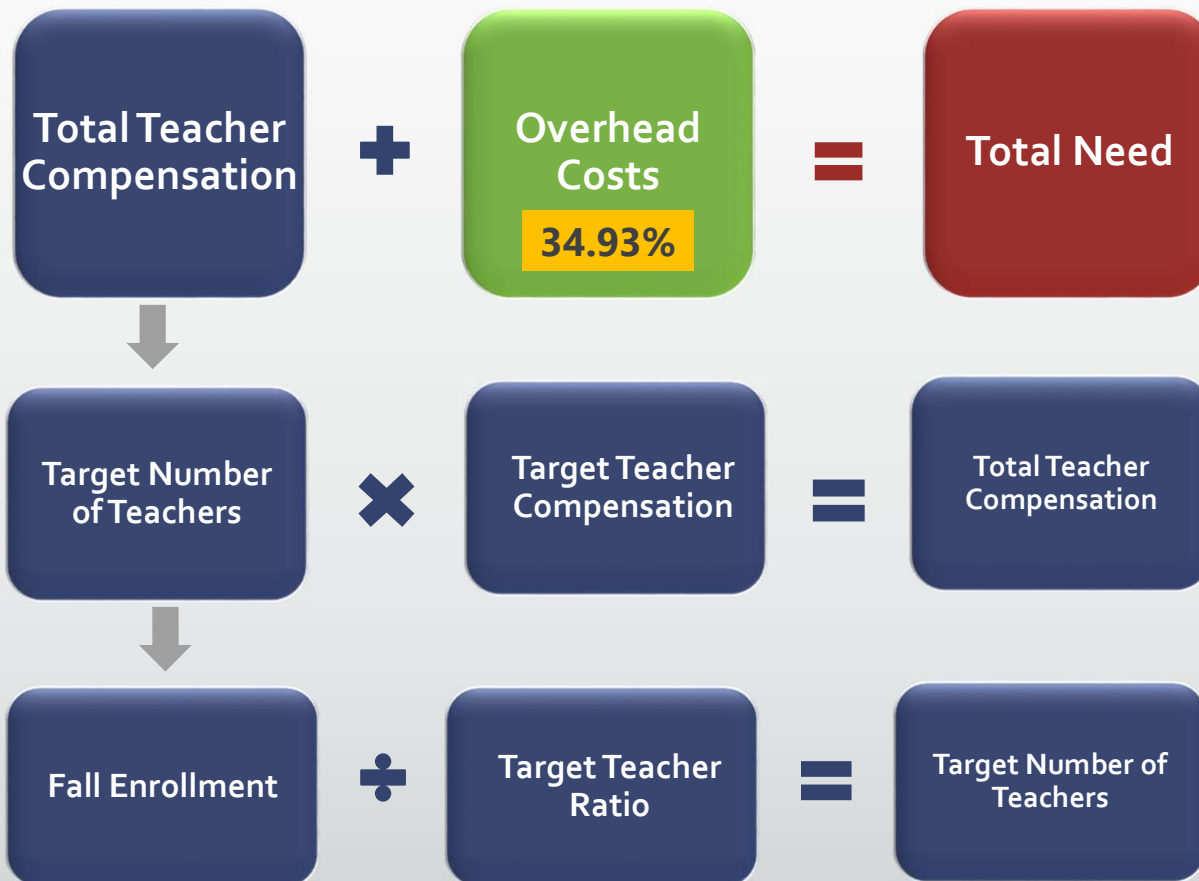 Total Teacher
Compensation
Overhead
Costs
34.93%
Total Need
Target Number
of Teachers
Target Teacher
Compensation
Total Teacher
Compensation
Fall Enrollment
Target Teacher
Ratio
Target Number of
Teachers